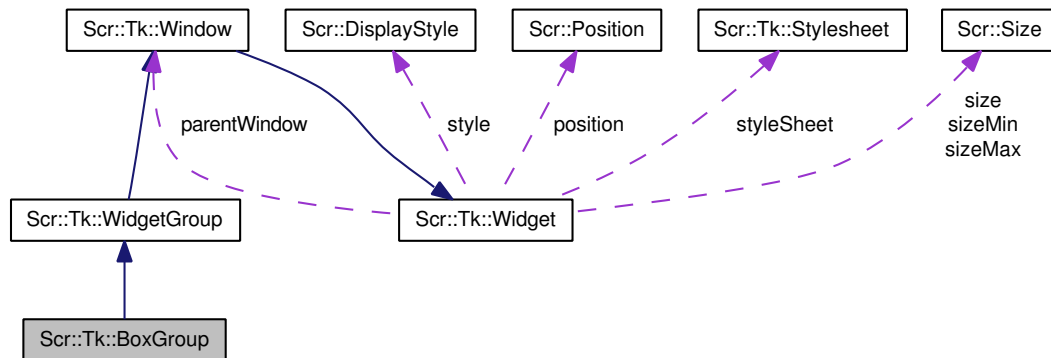 Scr::Tk::Window
Scr::DisplayStyle
Scr::Position
Scr::Tk::Stylesheet
Scr::Size
parentWindow
style
position
styleSheet
size
sizeMin
sizeMax
Scr::Tk::WidgetGroup
Scr::Tk::Widget
Scr::Tk::BoxGroup